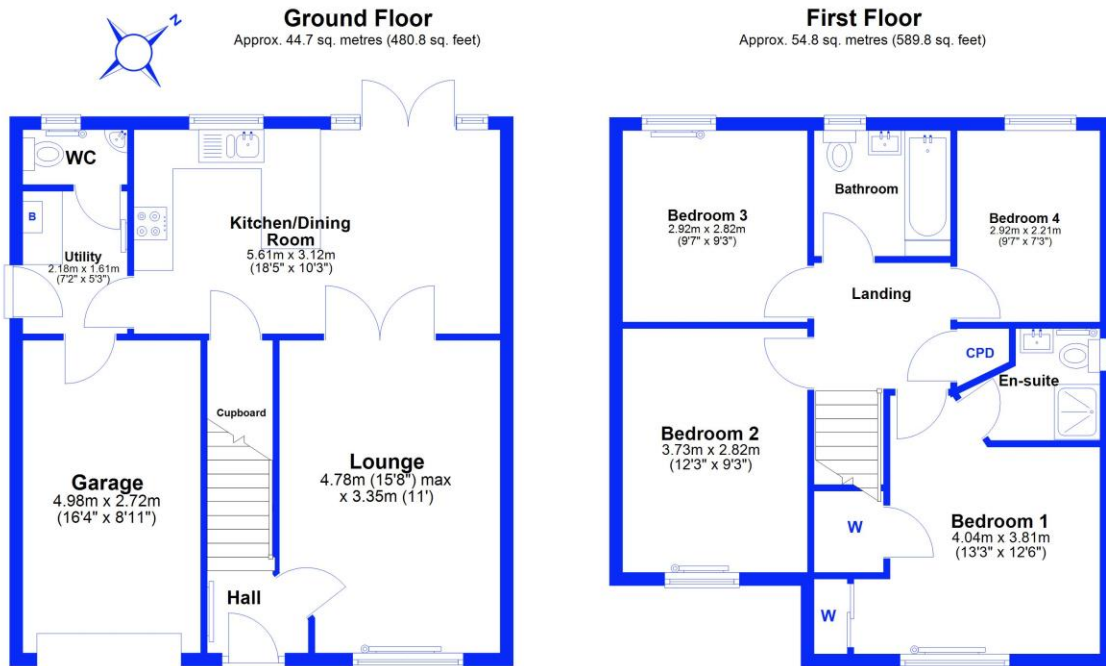 Ground Floor
Approx. 44.7 sq. metres (480.8 sq. feet)
N
WC
B
Utility
2.18m x 1.61m
(7'2" x 5'3")
Kitchen/Dining
Room
5.61m x 3.12m
(18'5" x 10'3")
Cupboard
Garage
4.98m x 2.72m
(16'4" x 8'11")
Lounge
4.78m (15'8") max
x 3.35m (11')
Hall
First Floor
Approx. 54.8 sq. metres (589.8 sq. feet)
Bedroom 3
2.92m x 2.82m
(9'7" x 9'3")
Bathroom
Bedroom 4
2.92m x 2.21m
(9'7" x 7'3")
Landing
CPD
En-suite
Bedroom 2
3.73m x 2.82m
(12'3" x 9'3")
W
Bedroom 1
4.04m x 3.81m
(13'3" x 12'6")
W